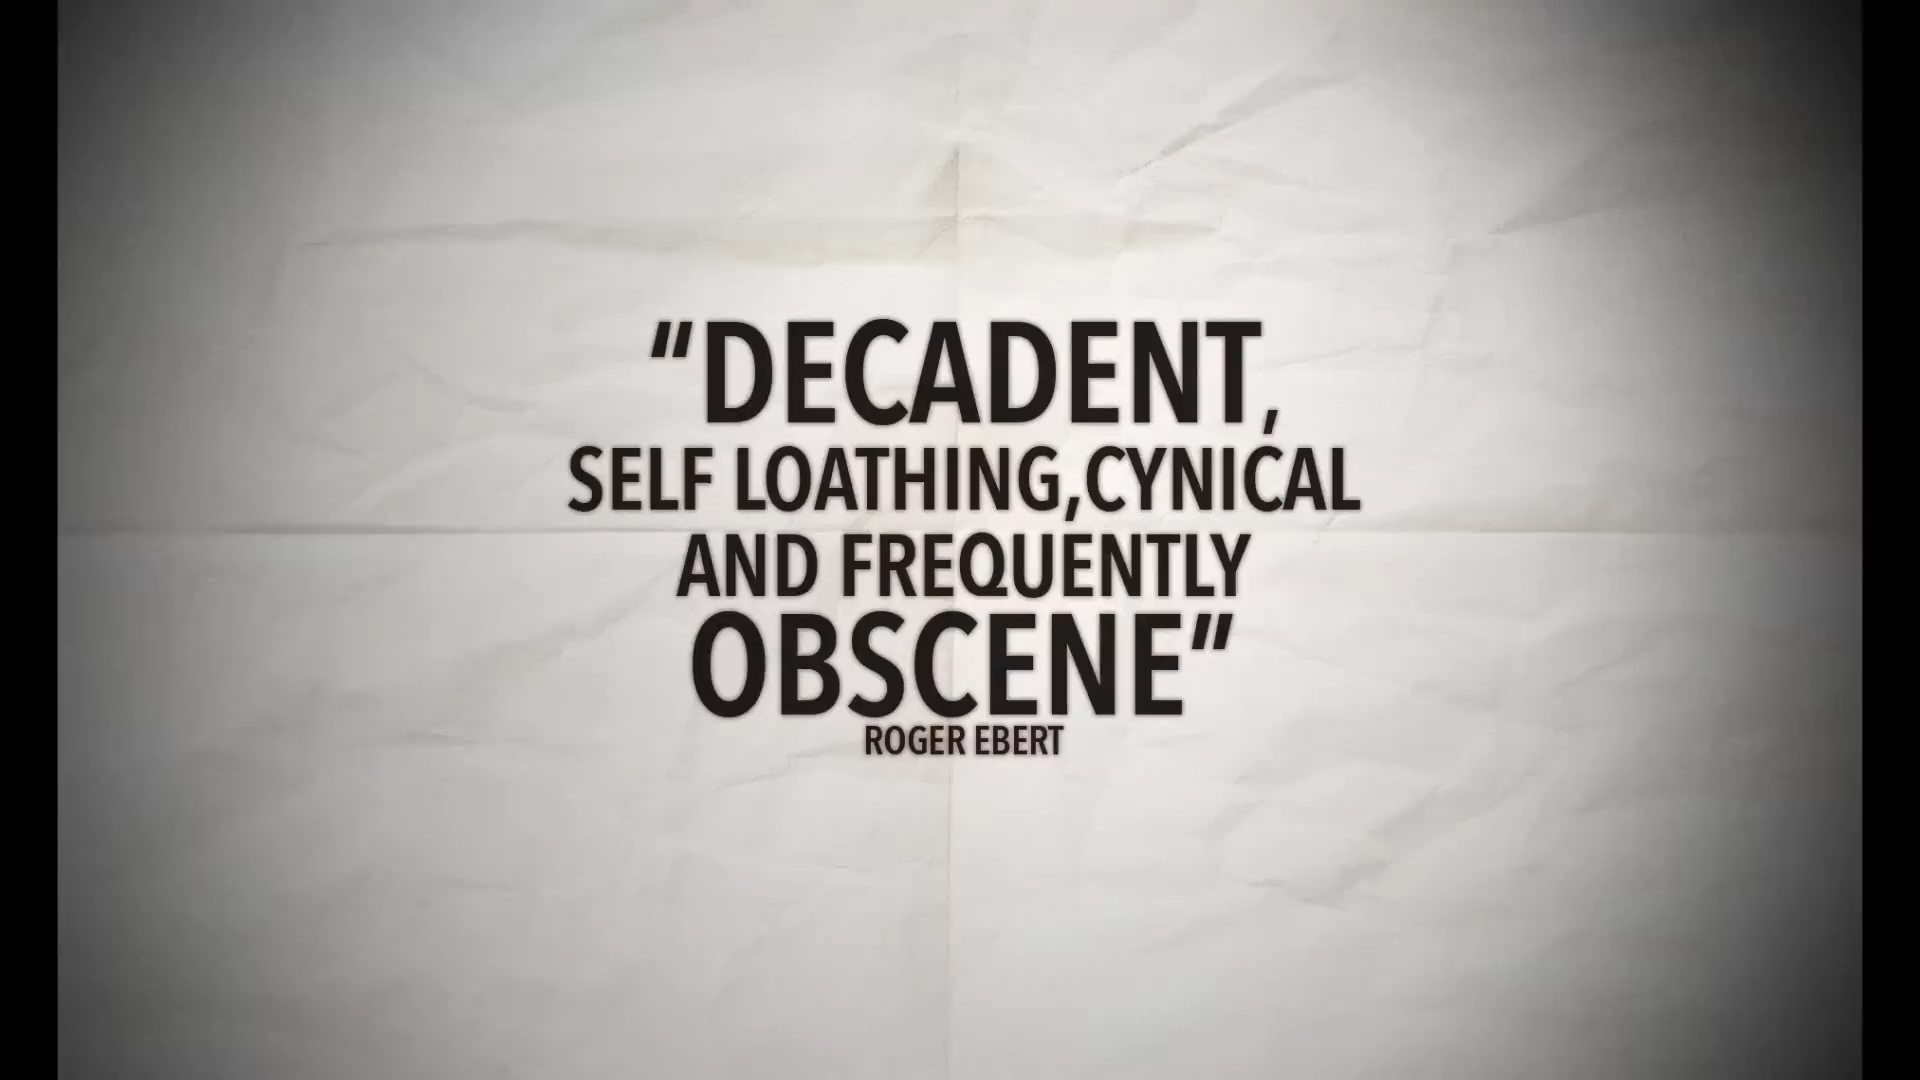 “DECADENT,
SELF LOATHING,CYNICAL
AND FREQUENTLY
OBSCENE”
ROGER EBERT